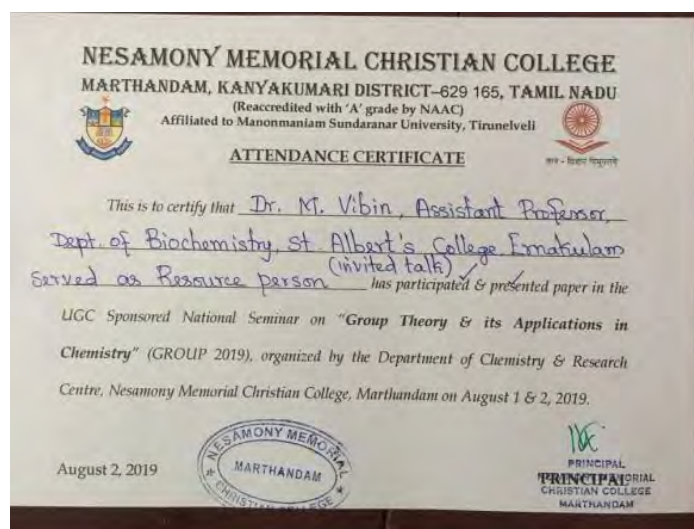 NESAMONY MEMORIAL CHRISTIAN COLLEGE
MARTHANDAM, KANYAKUMARI DISTRICT–629 165, TAMIL NADU
(Reaccredited with 'A' grade by NAAC)
Affiliated to Manonmaniam Sundaranar University, Tirunelveli
ATTENDANCE CERTIFICATE
This is to certify that Dr. M. Vibin, Assistant Professor,
Dept. of Biochemistry, St Albert's College Ernakulam
Served as Resource person (invited talk) has participated & presented paper in the
UGC Sponsored National Seminar on "Group Theory & its Applications in
Chemistry" (GROUP 2019), organized by the Department of Chemistry & Research
Centre, Nesamony Memorial Christian College, Marthandam on August 1 & 2, 2019.
August 2, 2019
NESAMONY MEMORIAL
MARTHANDAM
CHRISTIAN COLLEGE
PRINCIPAL
PRINCIPAL
CHRISTIAN COLLEGE
MARTHANDAM